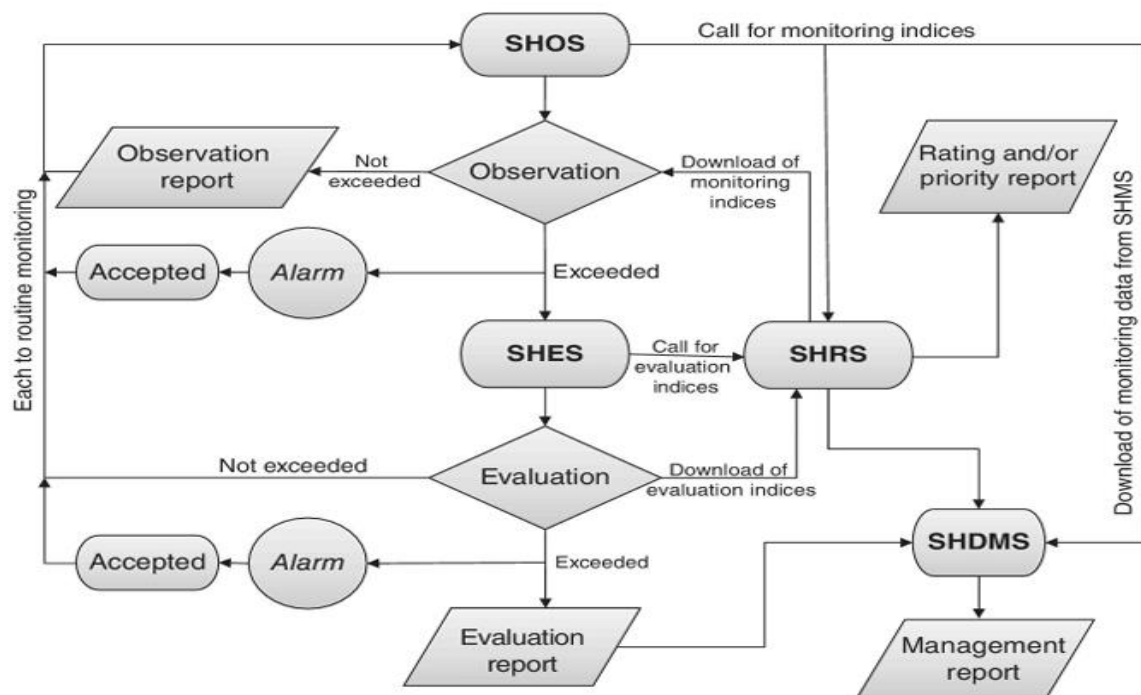 SHOS
Call for monitoring indices
Observation
report
Not
exceeded
Observation
Download of
monitoring
indices
Rating and/or
priority report
Accepted
Alarm
Exceeded
SHES
Call for
evaluation
indices
SHRS
Each to routine monitoring
Download of monitoring data from SHMS
Not exceeded
Evaluation
Download of
evaluation indices
Accepted
Alarm
Exceeded
SHDMS
Evaluation
report
Management
report